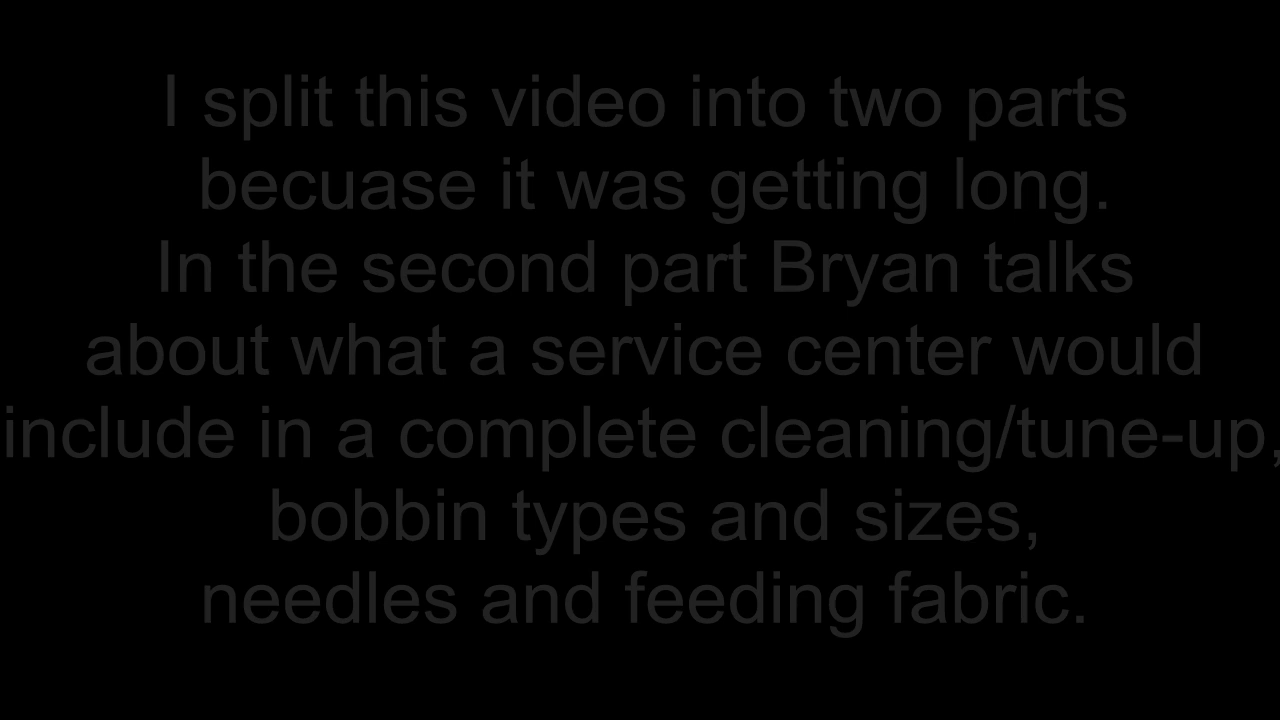 I split this video into two parts
becuase it was getting long.
In the second part Bryan talks
about what a service center would
include in a complete cleaning/tune-up,
bobbin types and sizes,
needles and feeding fabric.